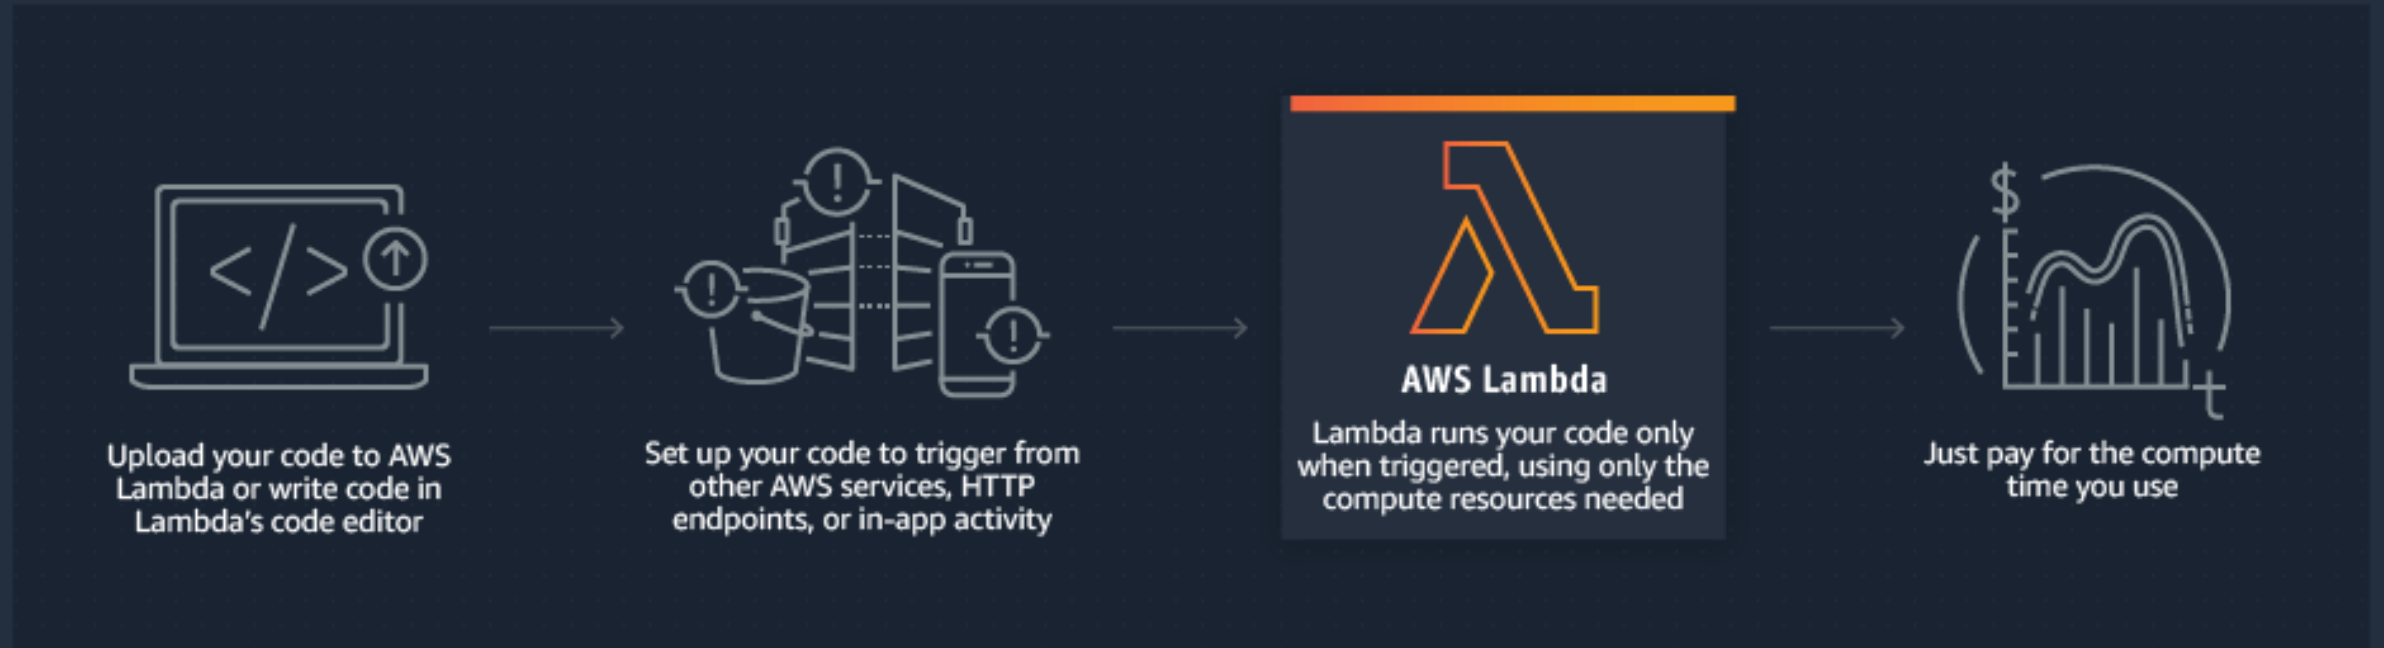 </>
Upload your code to AWS
Lambda or write code in
Lambda's code editor
!
!
!
Set up your code to trigger from
other AWS services, HTTP
endpoints, or in-app activity
AWS Lambda
Lambda runs your code only
when triggered, using only the
compute resources needed
$
t
Just pay for the compute
time you use